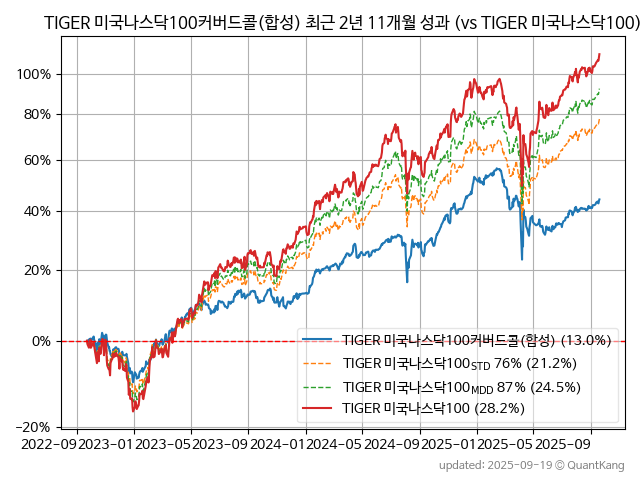 TIGER 미국나스닥100커버드콜(합성) 최근 2년 11개월 성과 (vs TIGER 미국나스닥100)
100%
80%
60%
40%
20%
0%
−20%
TIGER 미국나스닥100커버드콜(합성) (13.0%)
TIGER 미국나스닥100STD 76% (21.2%)
TIGER 미국나스닥100MDD 87% (24.5%)
TIGER 미국나스닥100 (28.2%)
2022-09 2023-01 2023-05 2023-09 2024-01 2024-05 2024-09 2025-01 2025-05 2025-09
updated: 2025-09-19 © QuantKang